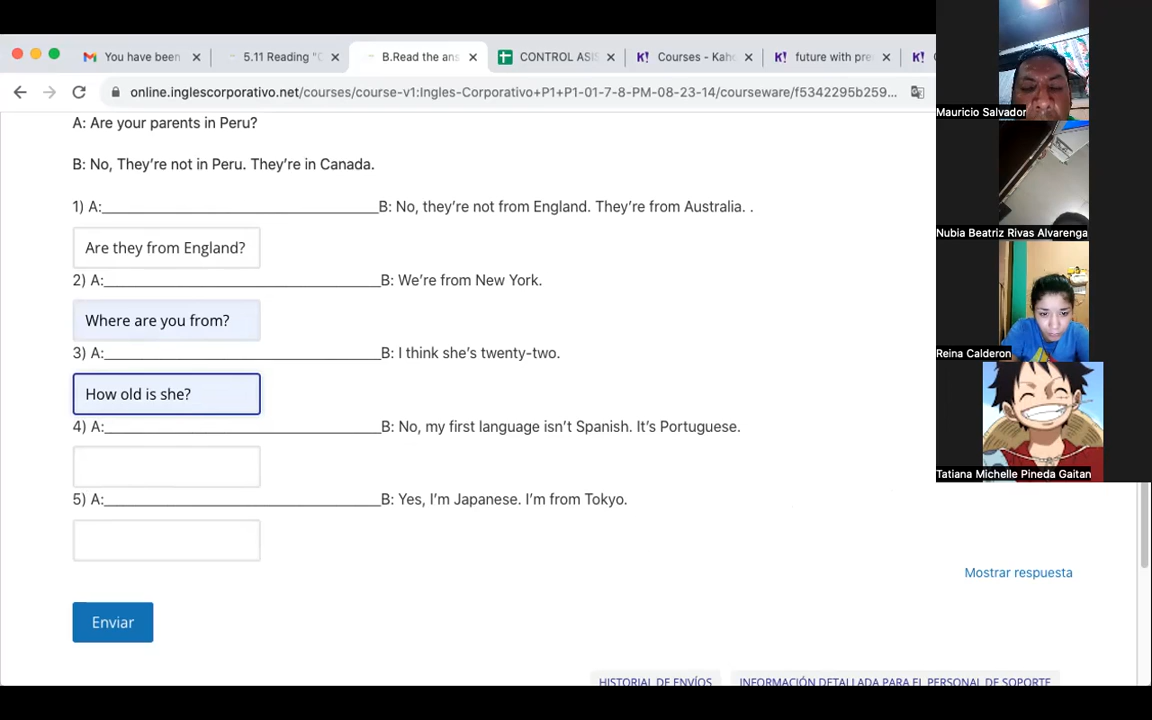 You have been
5.11 Reading "
B.Read the ans
CONTROL ASI
Courses - Kah
future with pre
online.inglescorporativo.net/courses/course-v1:Ingles-Corporativo+P1+P1-01-7-8-PM-08-23-14/courseware/f5342295b259...
A: Are your parents in Peru?
B: No, They're not in Peru. They're in Canada.
1) A:__________________________________B: No, they're not from England. They're from Australia. .
Are they from England?
2) A:__________________________________B: We're from New York.
Where are you from?
3) A:__________________________________B: I think she's twenty-two.
How old is she?
4) A:__________________________________B: No, my first language isn't Spanish. It's Portuguese.
5) A:__________________________________B: Yes, I'm Japanese. I'm from Tokyo.
Mostrar respuesta
Enviar
HISTORIAL DE ENVÍOS
INFORMACIÓN DETALLADA PARA EL PERSONAL DE SOPORTE
Mauricio Salvador
Nubia Beatriz Rivas Alvarenga
Reina Calderon
Tatiana Michelle Pineda Gaitan